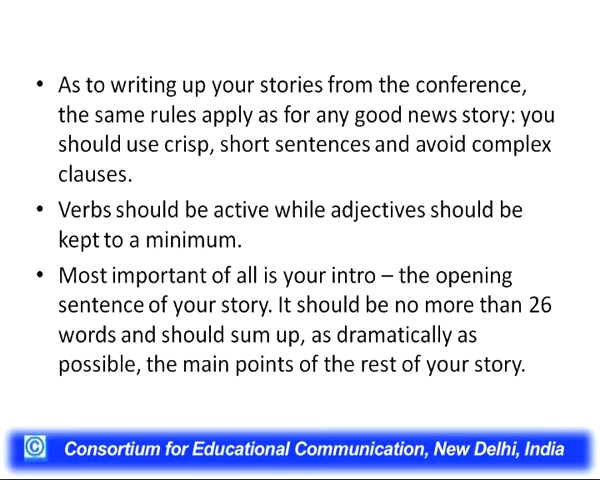 • As to writing up your stories from the conference,
the same rules apply as for any good news story: you
should use crisp, short sentences and avoid complex
clauses.
• Verbs should be active while adjectives should be
kept to a minimum.
• Most important of all is your intro – the opening
sentence of your story. It should be no more than 26
words and should sum up, as dramatically as
possible, the main points of the rest of your story.
© Consortium for Educational Communication, New Delhi, India